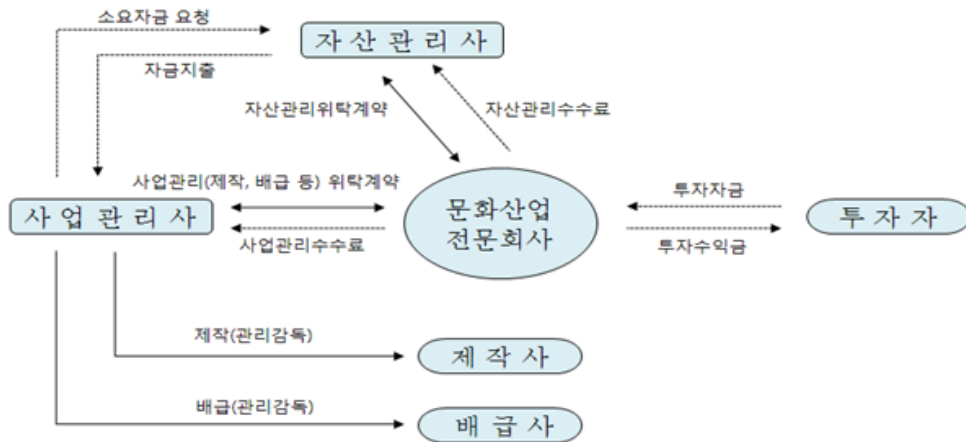 소요자금 요청
자 산 관 리 사
자금지출
자산관리위탁계약
자산관리수수료
사업관리(제작, 배급 등) 위탁계약
사 업 관 리 사
사업관리수수료
문화산업
전문회사
투자자금
투자수익금
투 자 자
제작(관리감독)
제 작 사
배급(관리감독)
배 급 사